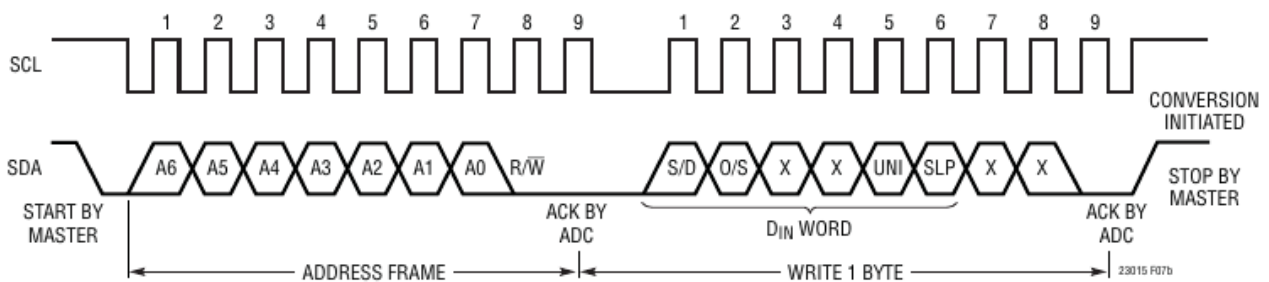 1 2 3 4 5 6 7 8 9 1 2 3 4 5 6 7 8 9
SCL
CONVERSION
INITIATED
SDA A6 A5 A4 A3 A2 A1 A0 R/W̅ S/D O/S X X UNI SLP X X
STOP BY
MASTER
START BY
MASTER
ACK BY
ADC
DIN WORD
ACK BY
ADC
ADDRESS FRAME WRITE 1 BYTE 23015 F07b